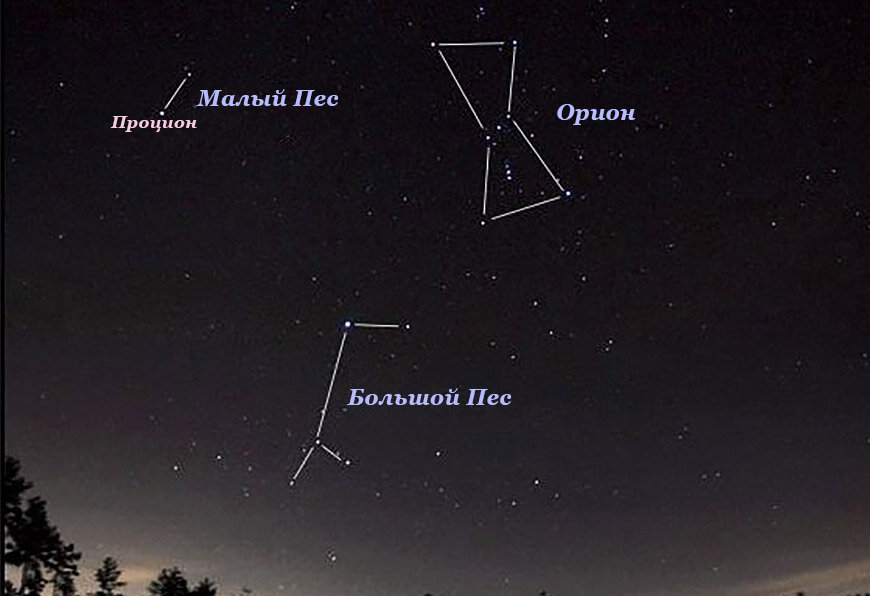 Малый Пес
Орион
Процион
Большой Пес